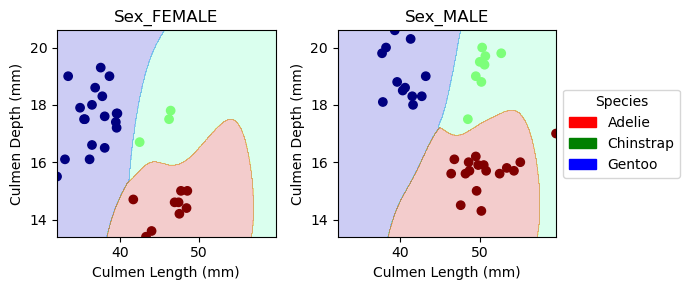 Sex_FEMALE
Culmen Depth (mm)
20
18
16
14
40
50
Culmen Length (mm)
Sex_MALE
Culmen Depth (mm)
20
18
16
14
40
50
Culmen Length (mm)
Species
Adelie
Chinstrap
Gentoo